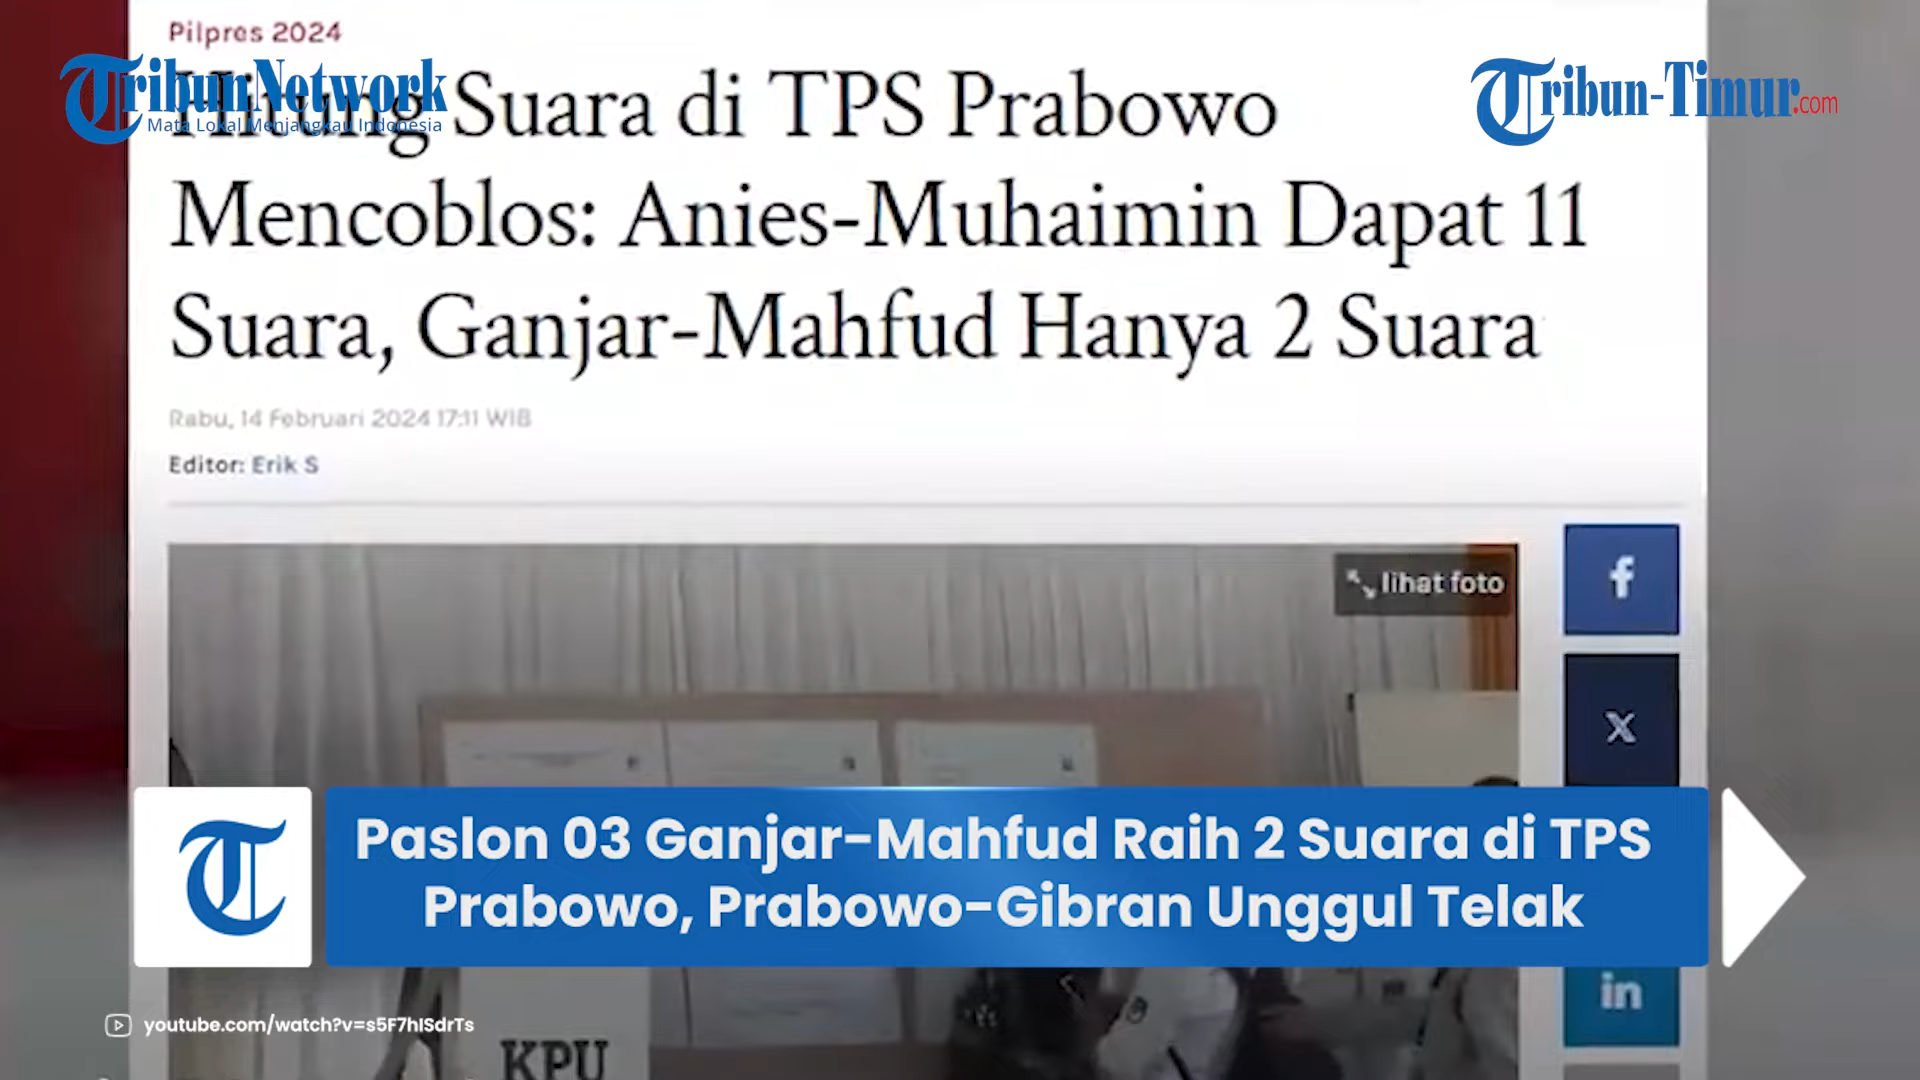 Pilpres 2024
TribunNetwork
Mata Lokal Menjangkau Indonesia
Tribun-Timur.com
Hitung Suara di TPS Prabowo
Mencoblos: Anies-Muhaimin Dapat 11
Suara, Ganjar-Mahfud Hanya 2 Suara
Rabu, 14 Februari 2024 17:11 WIB
Editor: Erik S
lihat foto
f
X
T
Paslon 03 Ganjar-Mahfud Raih 2 Suara di TPS
Prabowo, Prabowo-Gibran Unggul Telak
in
youtube.com/watch?v=s5F7hISdrTs
KPU